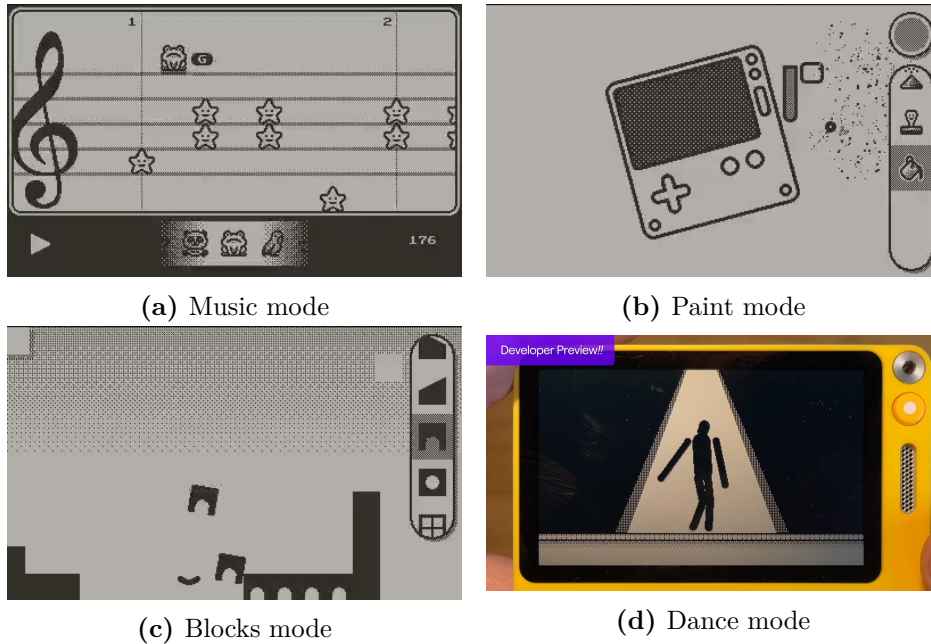 1 2
G
176
(a) Music mode
(b) Paint mode
(c) Blocks mode
Developer Preview!!
(d) Dance mode